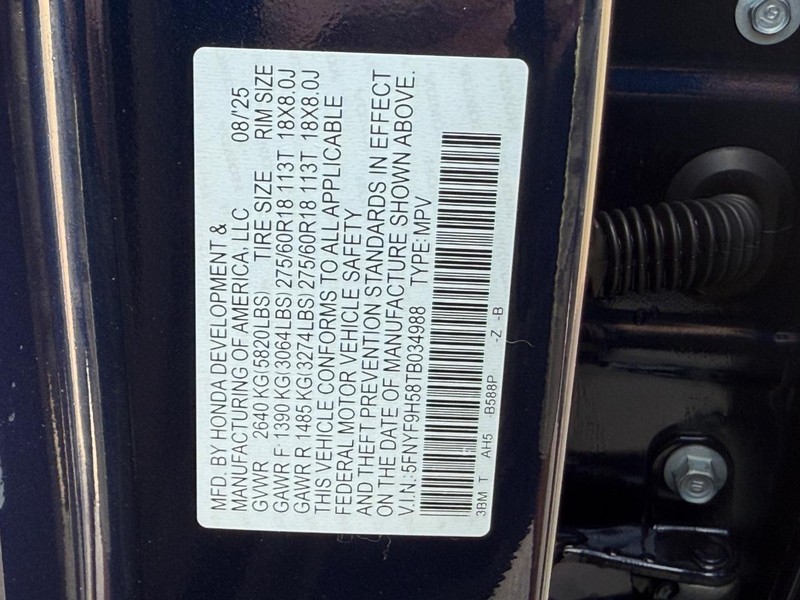 MFD. BY HONDA DEVELOPMENT &
MANUFACTURING OF AMERICA, LLC 08/'25
GVWR 2640 KG(5820LBS) TIRE SIZE RIM SIZE
GAWR F 1390 KG(3064LBS) 275/60R18 113T 18X8.0J
GAWR R 1485 KG(3274LBS) 275/60R18 113T 18X8.0J
THIS VEHICLE CONFORMS TO ALL APPLICABLE
FEDERAL MOTOR VEHICLE SAFETY
AND THEFT PREVENTION STANDARDS IN EFFECT
ON THE DATE OF MANUFACTURE SHOWN ABOVE.
V.I.N.: 5FNYF9H58TB034988 TYPE: MPV
3BM T AH5 -B588P -Z -B